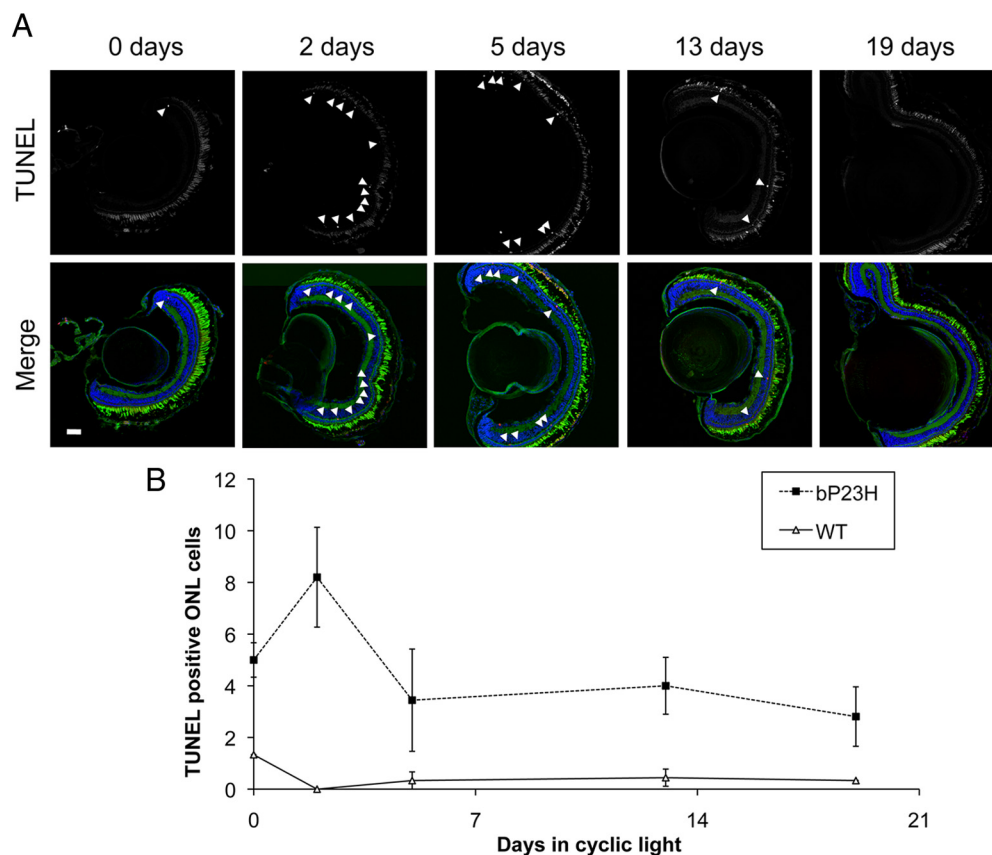 A
0 days 2 days 5 days 13 days 19 days
TUNEL
Merge
B
12
10
8
6
4
2
0
TUNEL positive ONL cells
bP23H
WT
0 7 14 21
Days in cyclic light